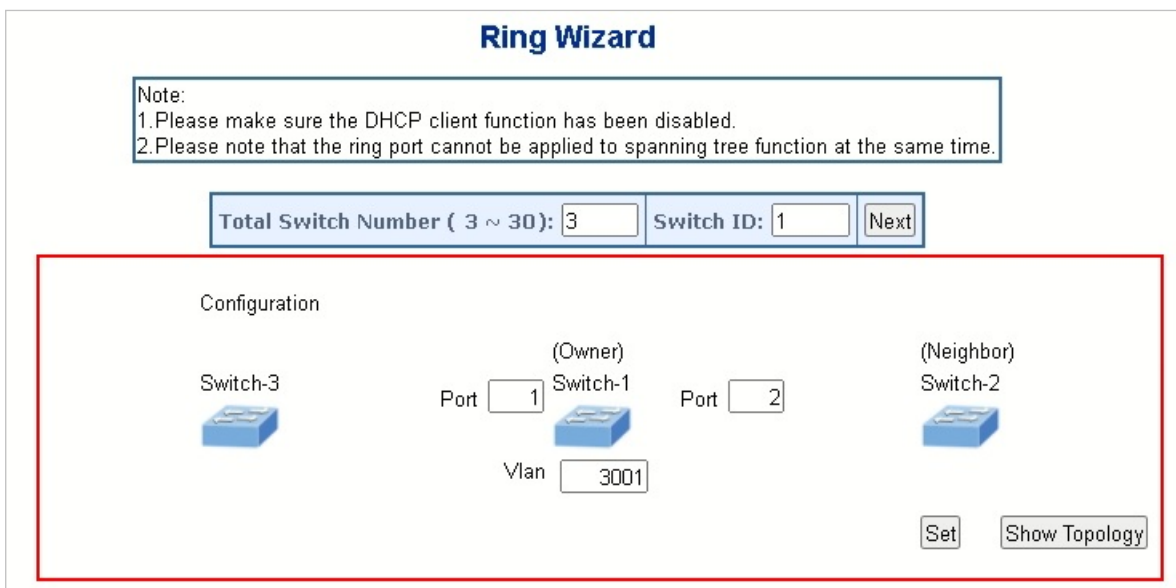 Ring Wizard
Note:
1.Please make sure the DHCP client function has been disabled.
2.Please note that the ring port cannot be applied to spanning tree function at the same time.
Total Switch Number ( 3 ~ 30): 3 Switch ID: 1 Next
Configuration
(Owner) (Neighbor)
Switch-3 Port 1 Switch-1 Port 2 Switch-2
Vlan 3001
Set Show Topology